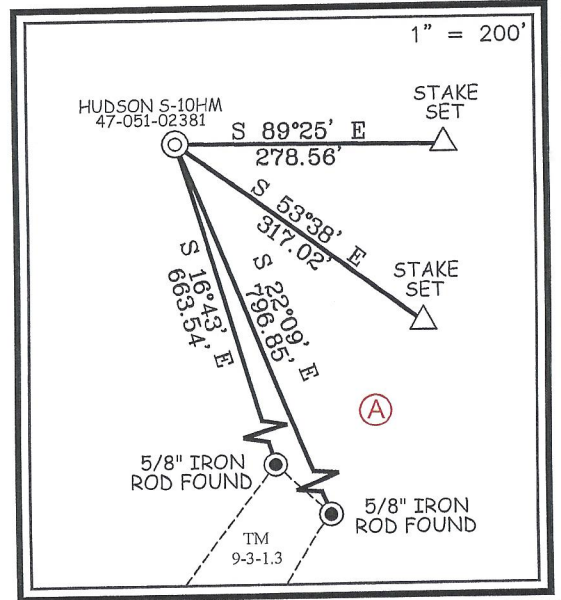 1" = 200'
STAKE
SET
HUDSON S-10HM
47-051-02381
S 89°25' E
278.56'
S 53°38' E
317.02'
STAKE
SET
S 16°43' E
663.54'
S 22°09' E
796.85'
A
5/8" IRON
ROD FOUND
5/8" IRON
ROD FOUND
TM
9-3-1.3